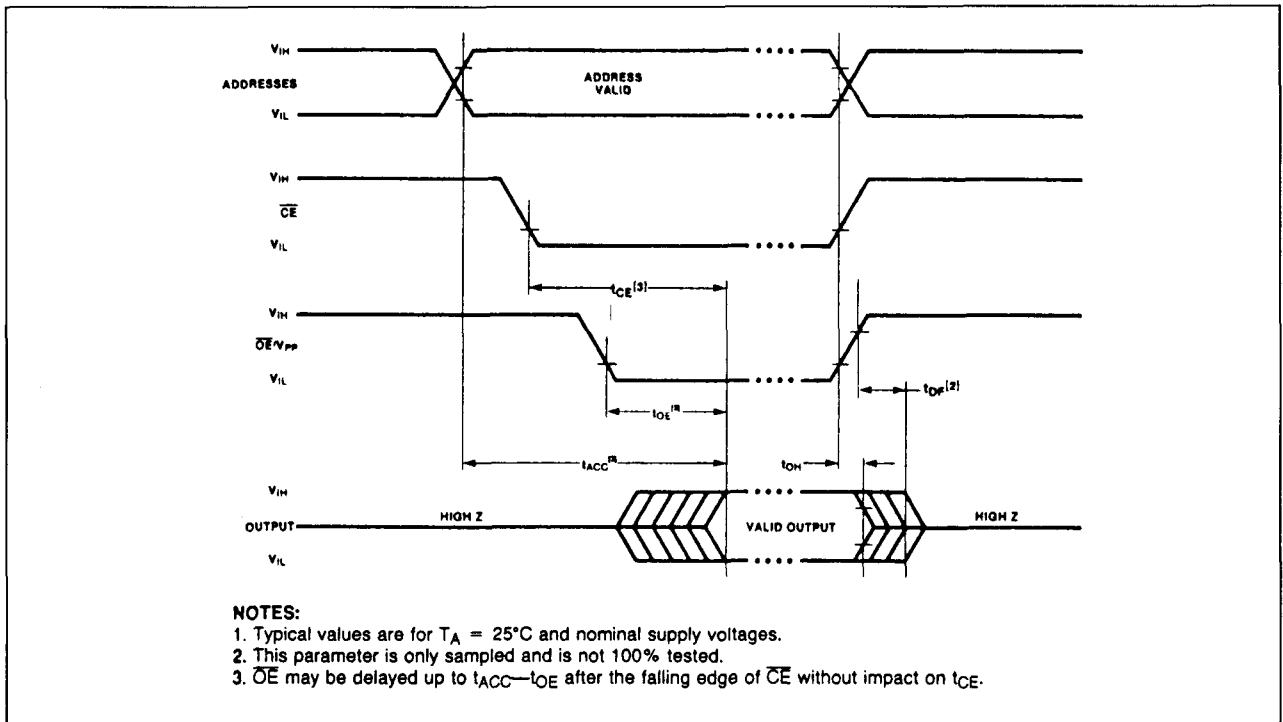 VIH
ADDRESSES
ADDRESS
VALID
VIL
VIH
CE
VIL
tCE[3]
VIH
OE/VPP
VIL
tDF[2]
tOE[3]
tACC[3]
tOH
VIH
OUTPUT
HIGH Z
VALID OUTPUT
HIGH Z
VIL
NOTES:
1. Typical values are for TA = 25°C and nominal supply voltages.
2. This parameter is only sampled and is not 100% tested.
3. OE may be delayed up to tACC—tOE after the falling edge of CE without impact on tCE.